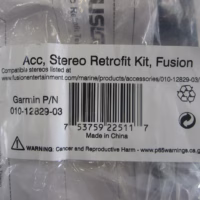 Acc, Stereo Retrofit Kit, Fusion
Compatible stereos listed at
www.fusionentertainment.com/marine/products/accessories/010-12829-03
Garmin P/N
010-12829-03
7 53759 22511 7
Made in China
WARNING: Cancer and Reproductive Harm - www.p65warnings.ca.gov